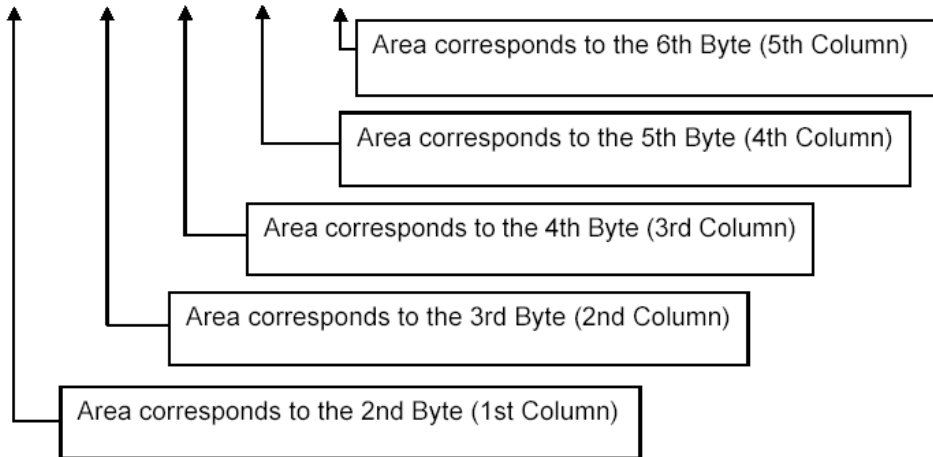 Area corresponds to the 6th Byte (5th Column)
Area corresponds to the 5th Byte (4th Column)
Area corresponds to the 4th Byte (3rd Column)
Area corresponds to the 3rd Byte (2nd Column)
Area corresponds to the 2nd Byte (1st Column)